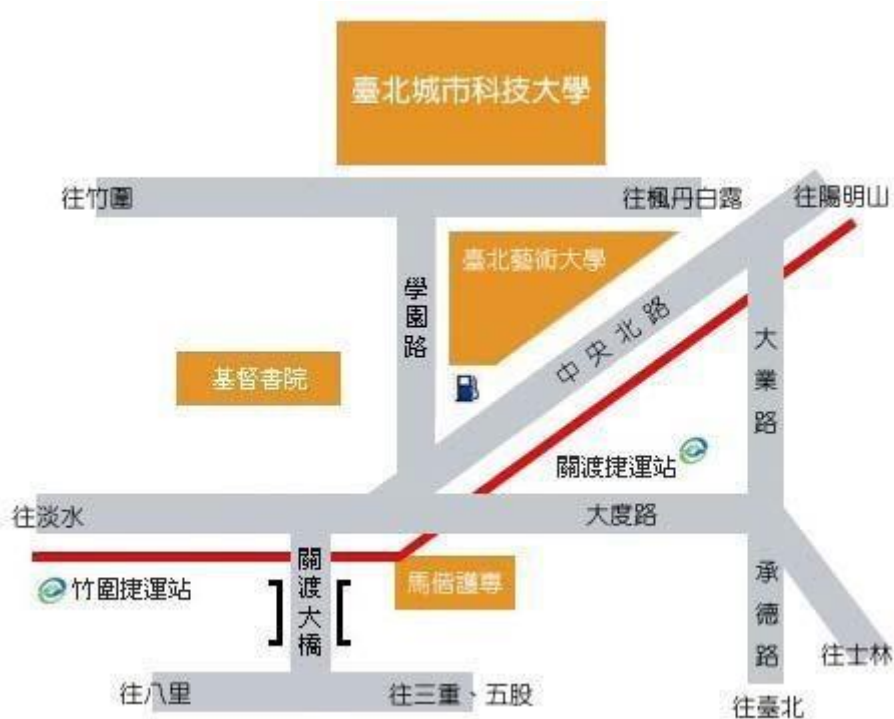 臺北城市科技大學
往竹圍
往楓丹白露
往陽明山
臺北藝術大學
學園路
中央北路
大業路
基督書院
關渡捷運站
往淡水
大度路
關渡大橋
馬偕護專
竹圍捷運站
承德路
往士林
往八里
往三重、五股
往臺北